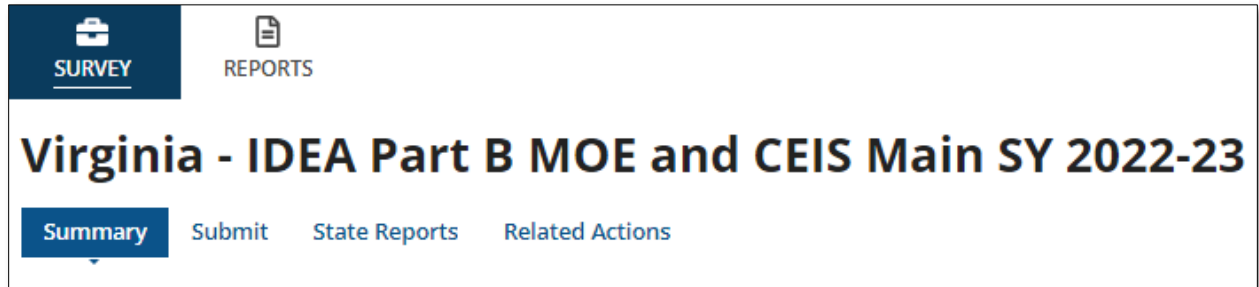 SURVEY REPORTS
Virginia - IDEA Part B MOE and CEIS Main SY 2022-23
Summary Submit State Reports Related Actions